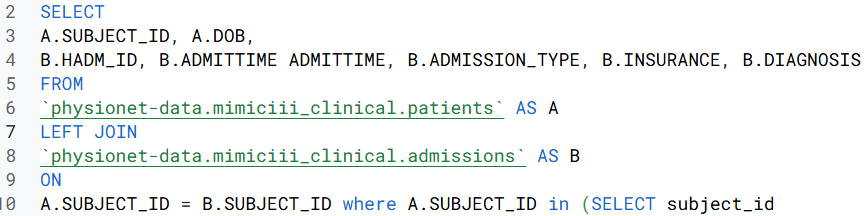 2 SELECT
3 A.SUBJECT_ID, A.DOB,
4 B.HADM_ID, B.ADMITTIME ADMITTIME, B.ADMISSION_TYPE, B.INSURANCE, B.DIAGNOSIS
5 FROM
6 `physionet-data.mimiciii_clinical.patients` AS A
7 LEFT JOIN
8 `physionet-data.mimiciii_clinical.admissions` AS B
9 ON
10 A.SUBJECT_ID = B.SUBJECT_ID where A.SUBJECT_ID in (SELECT subject_id